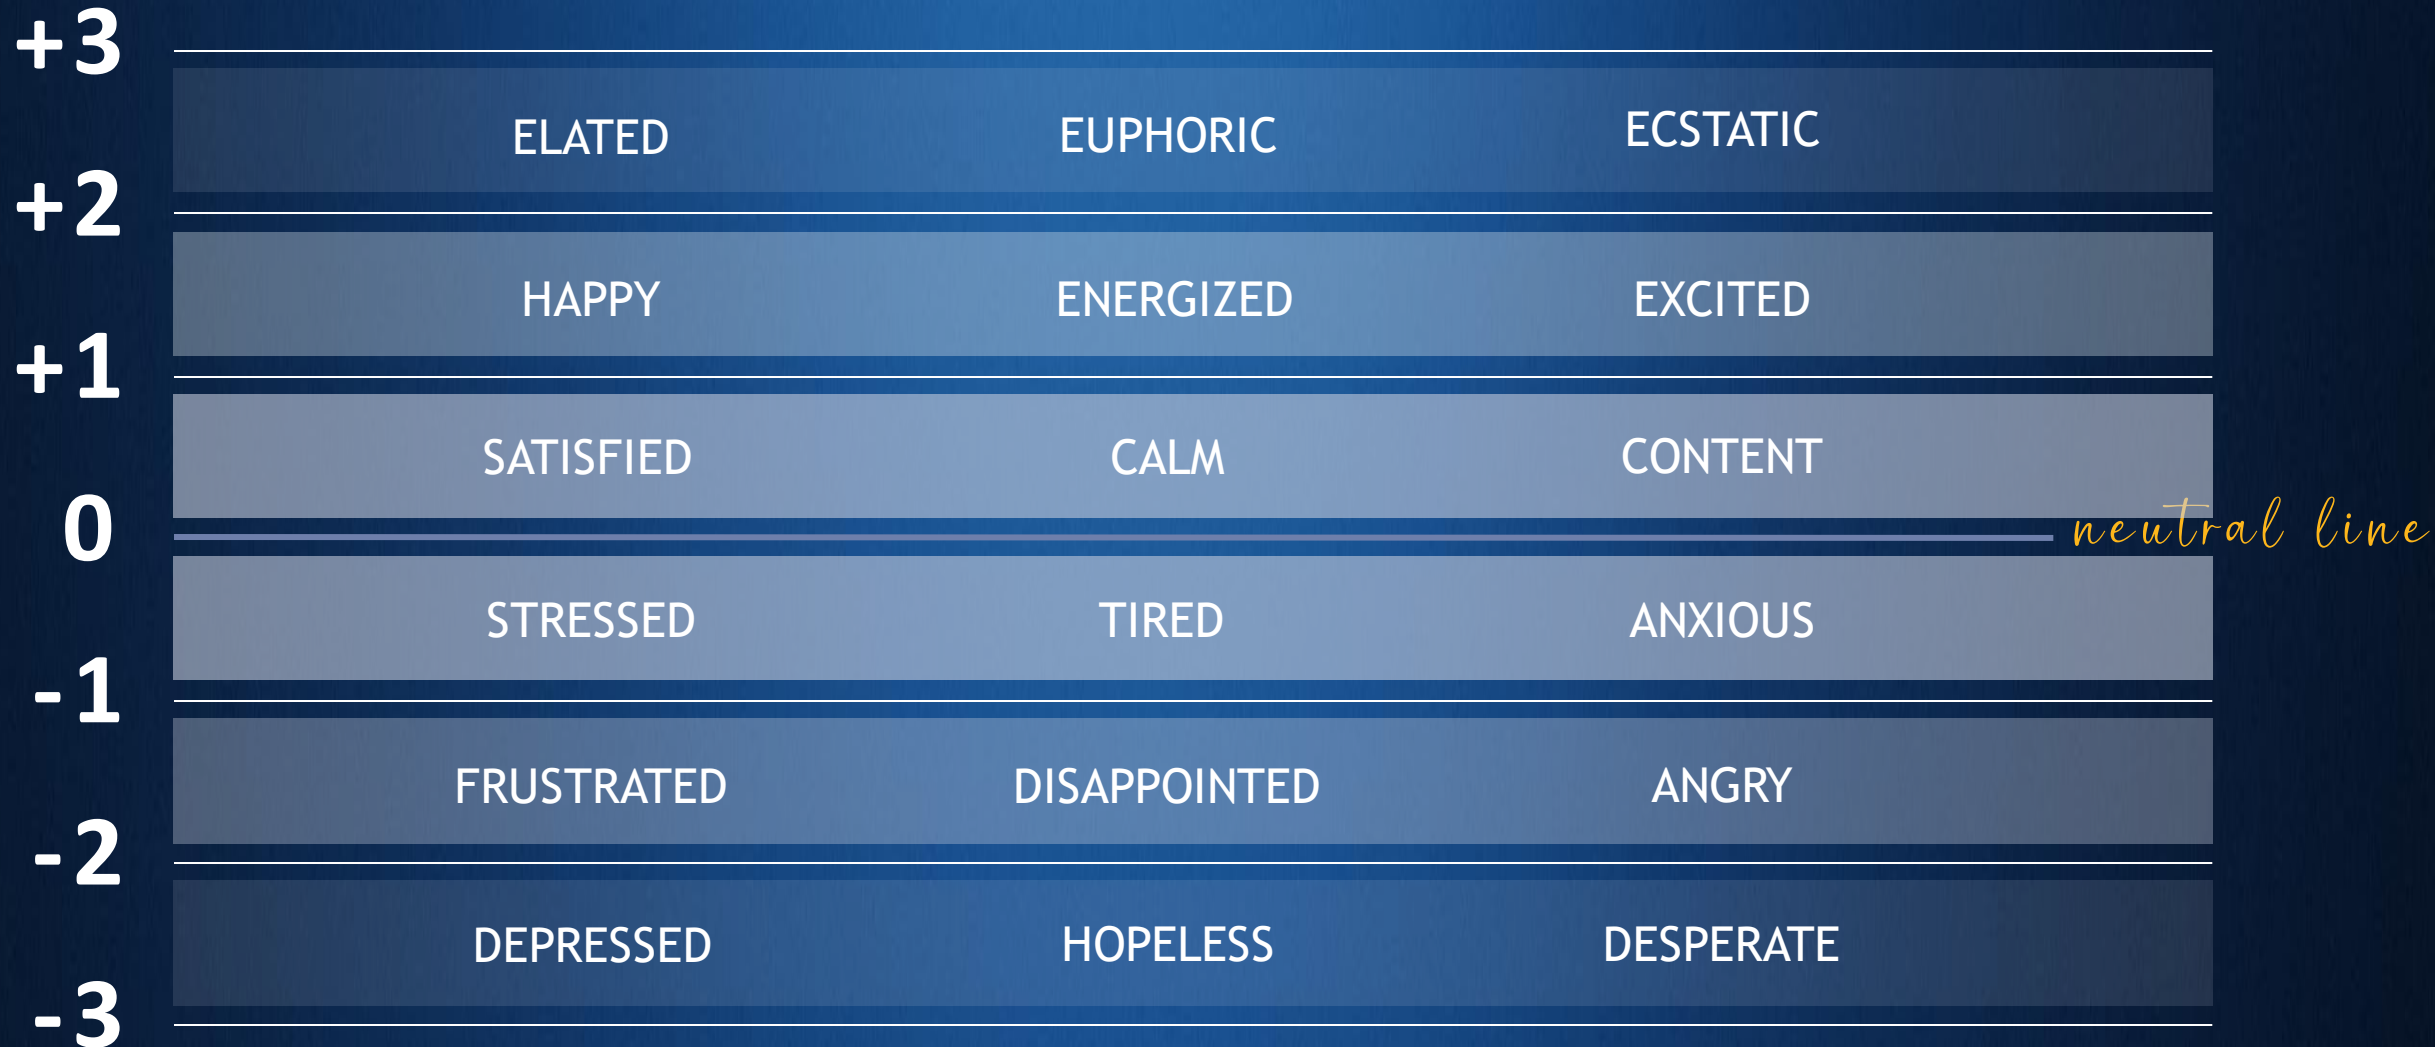 +3
ELATED EUPHORIC ECSTATIC
+2
HAPPY ENERGIZED EXCITED
+1
SATISFIED CALM CONTENT
0 neutral line
STRESSED TIRED ANXIOUS
-1
FRUSTRATED DISAPPOINTED ANGRY
-2
DEPRESSED HOPELESS DESPERATE
-3